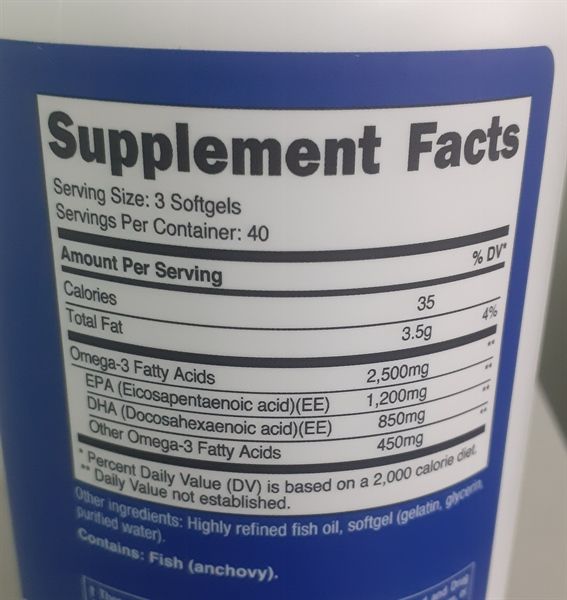 Supplement Facts
Serving Size: 3 Softgels
Servings Per Container: 40
Amount Per Serving % DV*
Calories 35
Total Fat 3.5g 4%
Omega-3 Fatty Acids 2,500mg **
EPA (Eicosapentaenoic acid)(EE) 1,200mg **
DHA (Docosahexaenoic acid)(EE) 850mg **
Other Omega-3 Fatty Acids 450mg **
* Percent Daily Value (DV) is based on a 2,000 calorie diet.
** Daily Value not established.
Other ingredients: Highly refined fish oil, softgel (gelatin, glycerin,
purified water).
Contains: Fish (anchovy).
and Drug